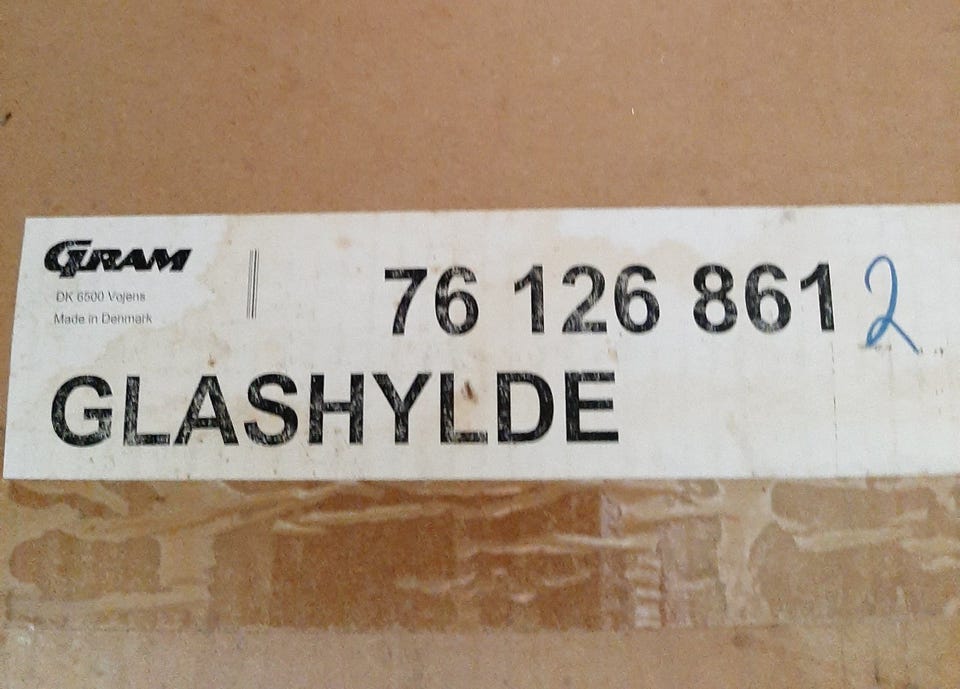 GRAM
DK 6500 Vojens
Made in Denmark
76 126 861 2
GLASHYLDE